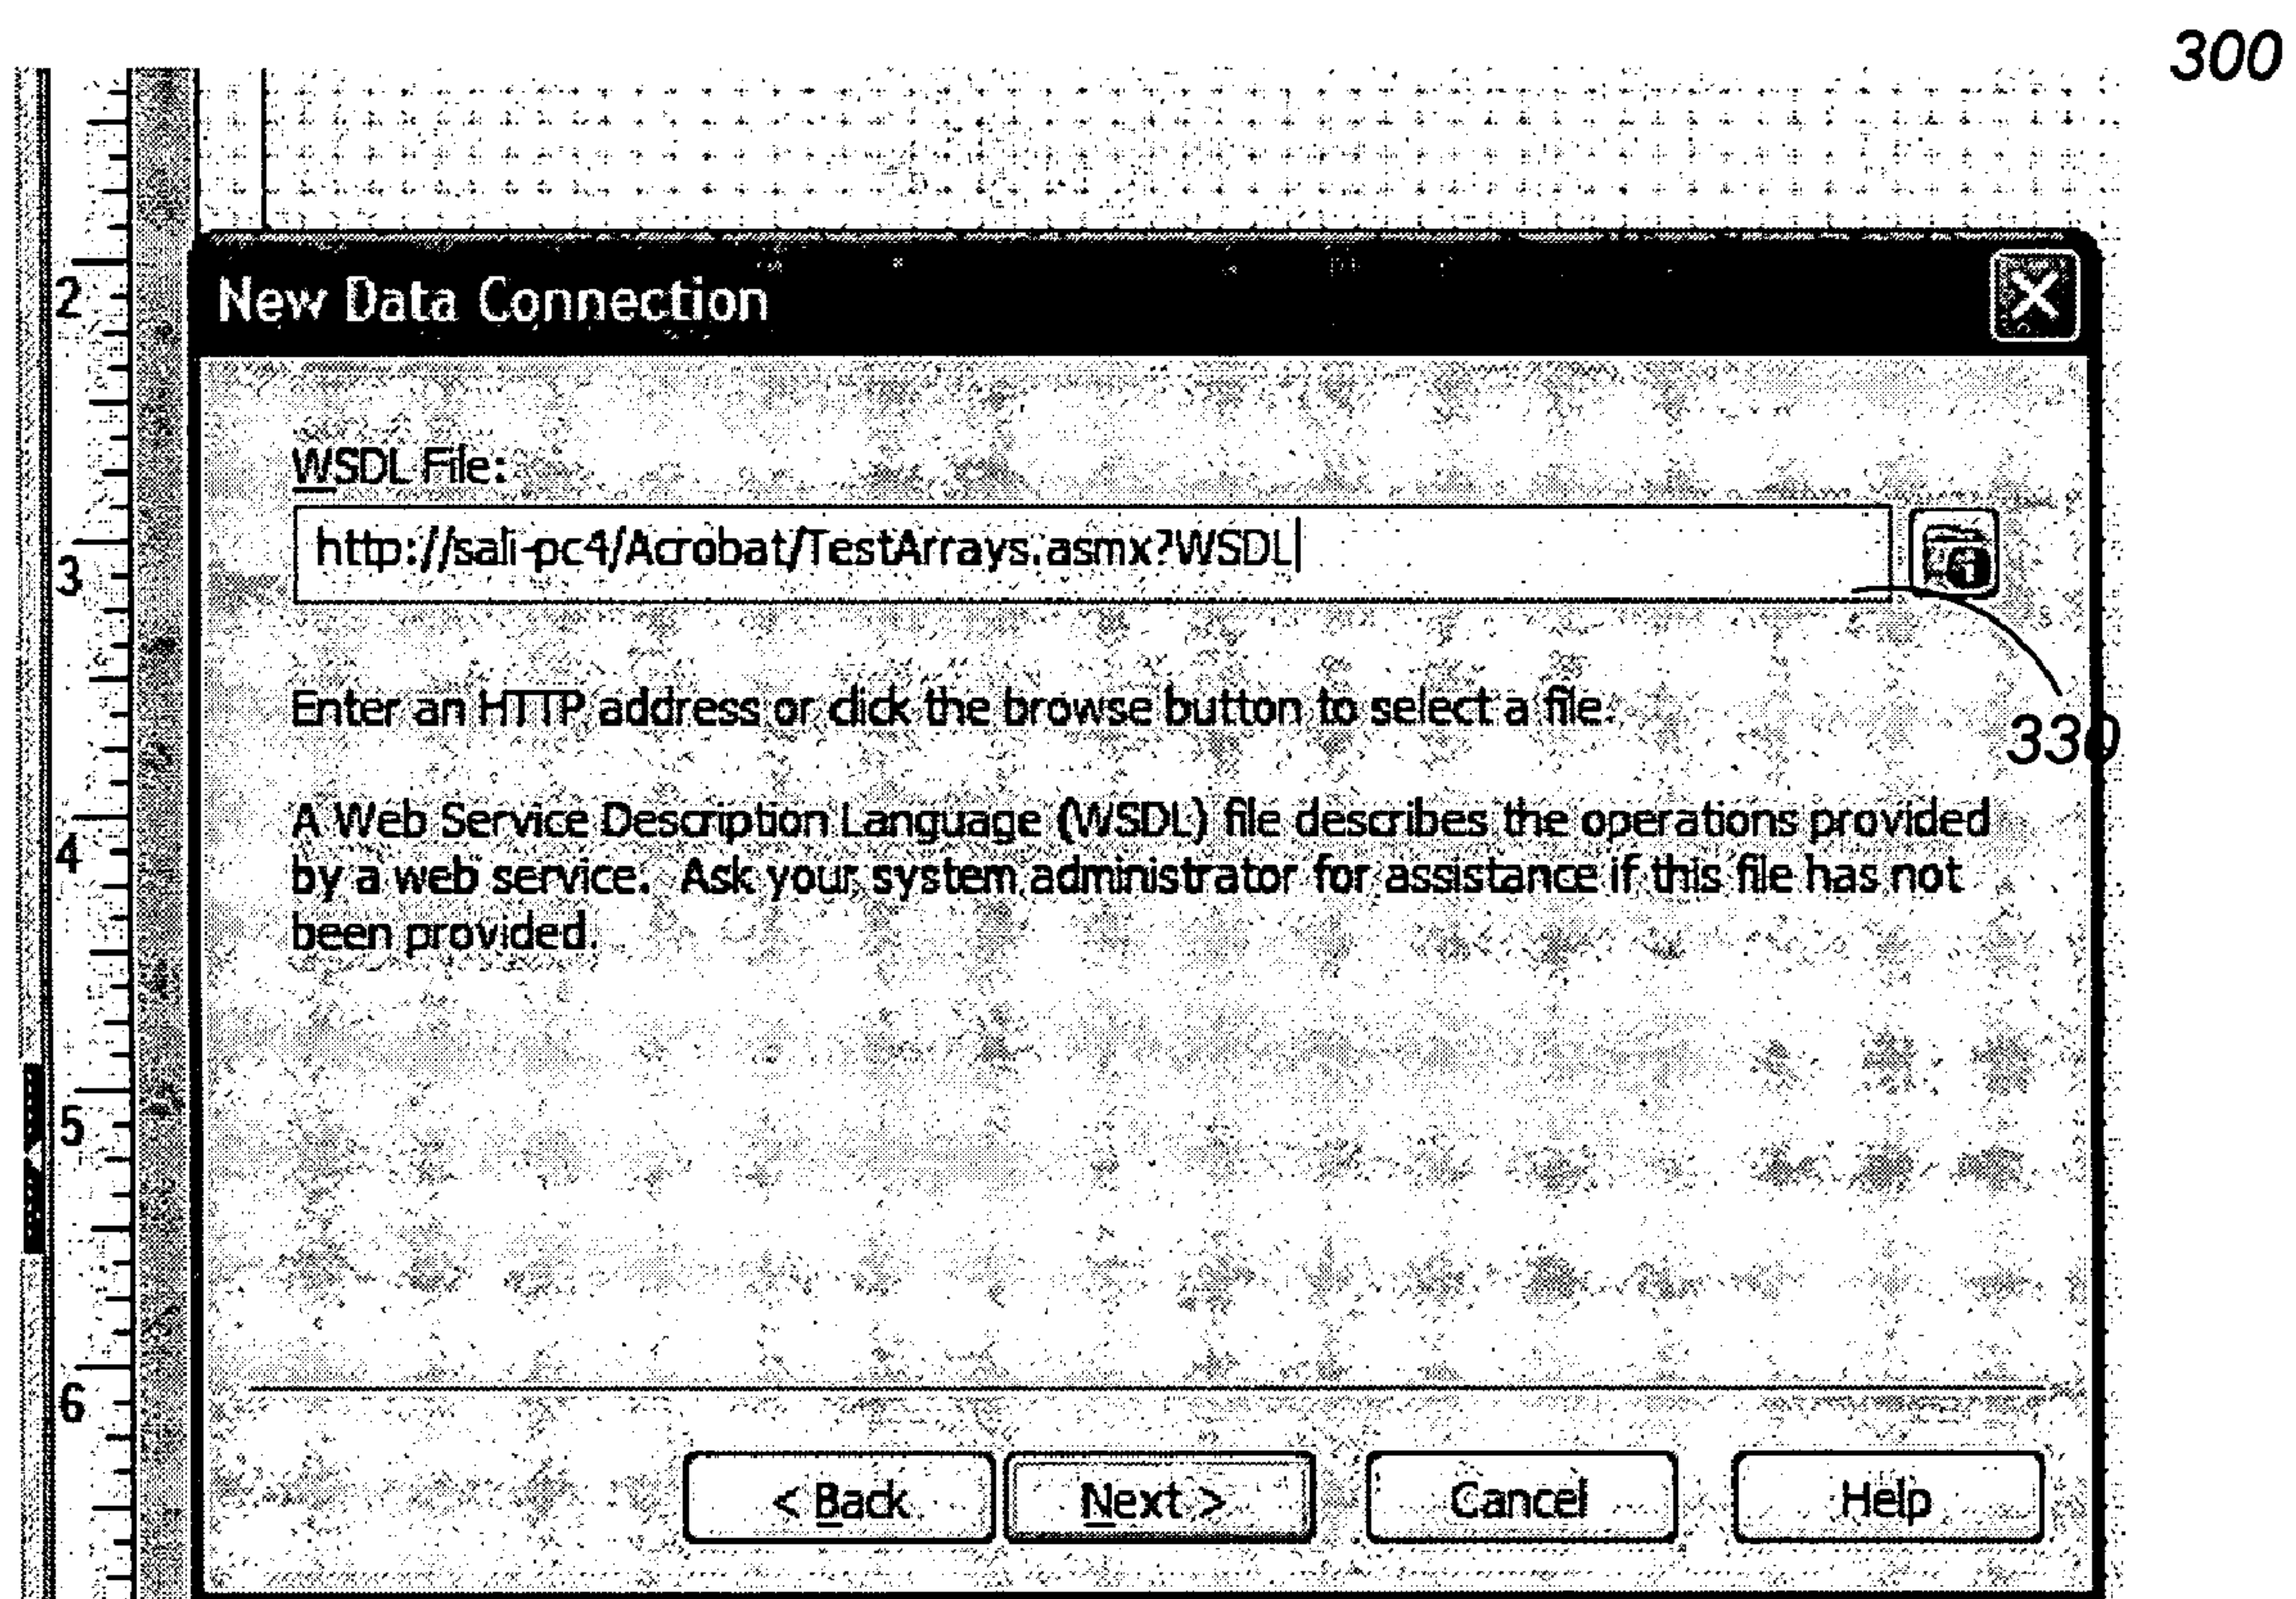 300
New Data Connection
2
WSDL File:
http://sali-pc4/Acrobat/TestArrays.asmx?WSDL
3
Enter an HTTP address or click the browse button to select a file.
330
A Web Service Description Language (WSDL) file describes the operations provided
4
by a web service.  Ask your system administrator for assistance if this file has not
been provided.
5
6
< Back
Next >
Cancel
Help